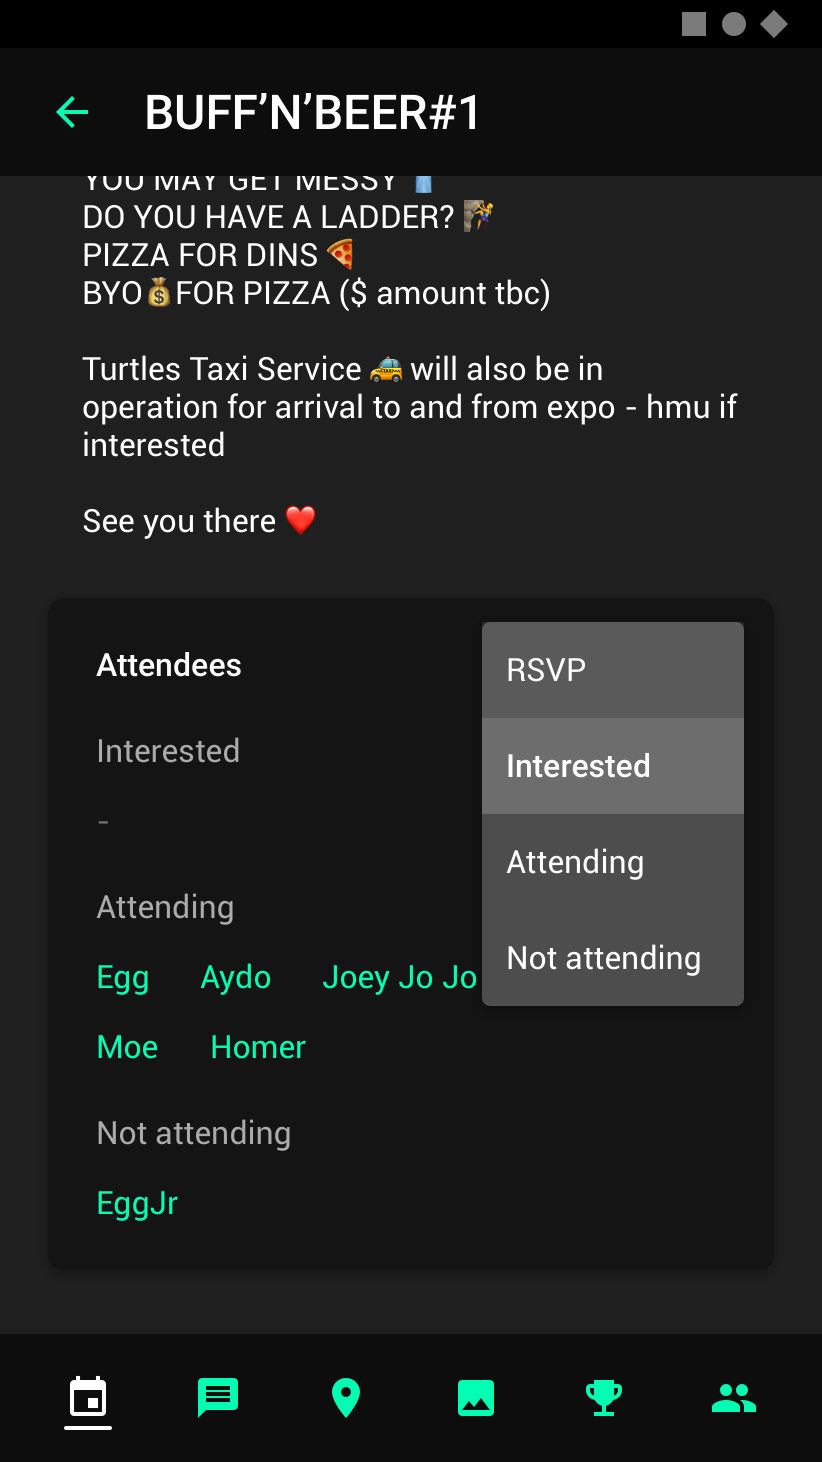 BUFF’N’BEER#1
YOU MAY GET MESSY 👖
DO YOU HAVE A LADDER? 🧗
PIZZA FOR DINS 🍕
BYO💰FOR PIZZA ($ amount tbc)
Turtles Taxi Service 🚕 will also be in
operation for arrival to and from expo - hmu if
interested
See you there ❤️
Attendees
RSVP
Interested
Interested
-
Attending
Attending
Not attending
Egg Aydo Joey Jo Jo
Moe Homer
Not attending
EggJr